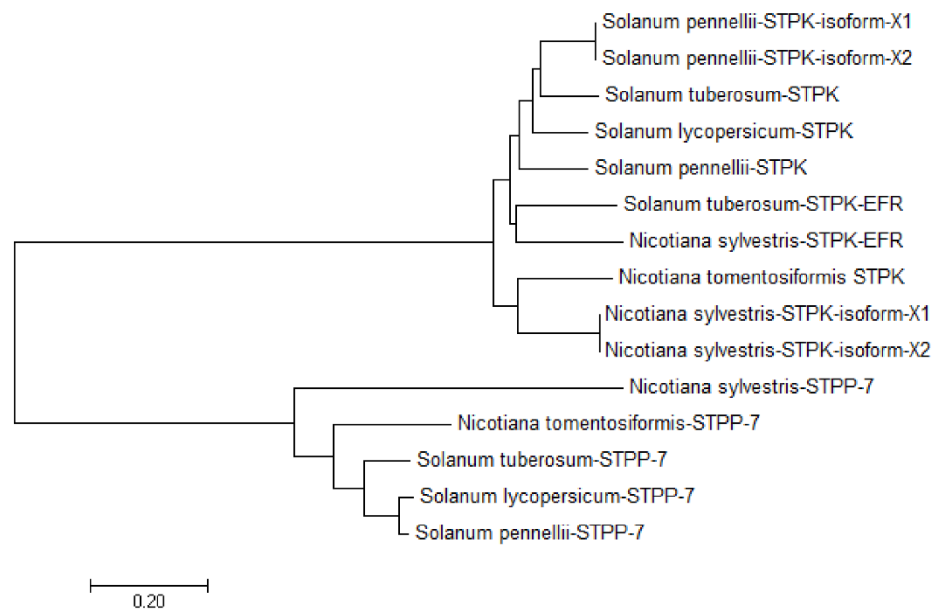 Solanum pennellii-STPK-isoform-X1
Solanum pennellii-STPK-isoform-X2
Solanum tuberosum-STPK
Solanum lycopersicum-STPK
Solanum pennellii-STPK
Solanum tuberosum-STPK-EFR
Nicotiana sylvestris-STPK-EFR
Nicotiana tomentosiformis STPK
Nicotiana sylvestris-STPK-isoform-X1
Nicotiana sylvestris-STPK-isoform-X2
Nicotiana sylvestris-STPP-7
Nicotiana tomentosiformis-STPP-7
Solanum tuberosum-STPP-7
Solanum lycopersicum-STPP-7
Solanum pennellii-STPP-7
0.20